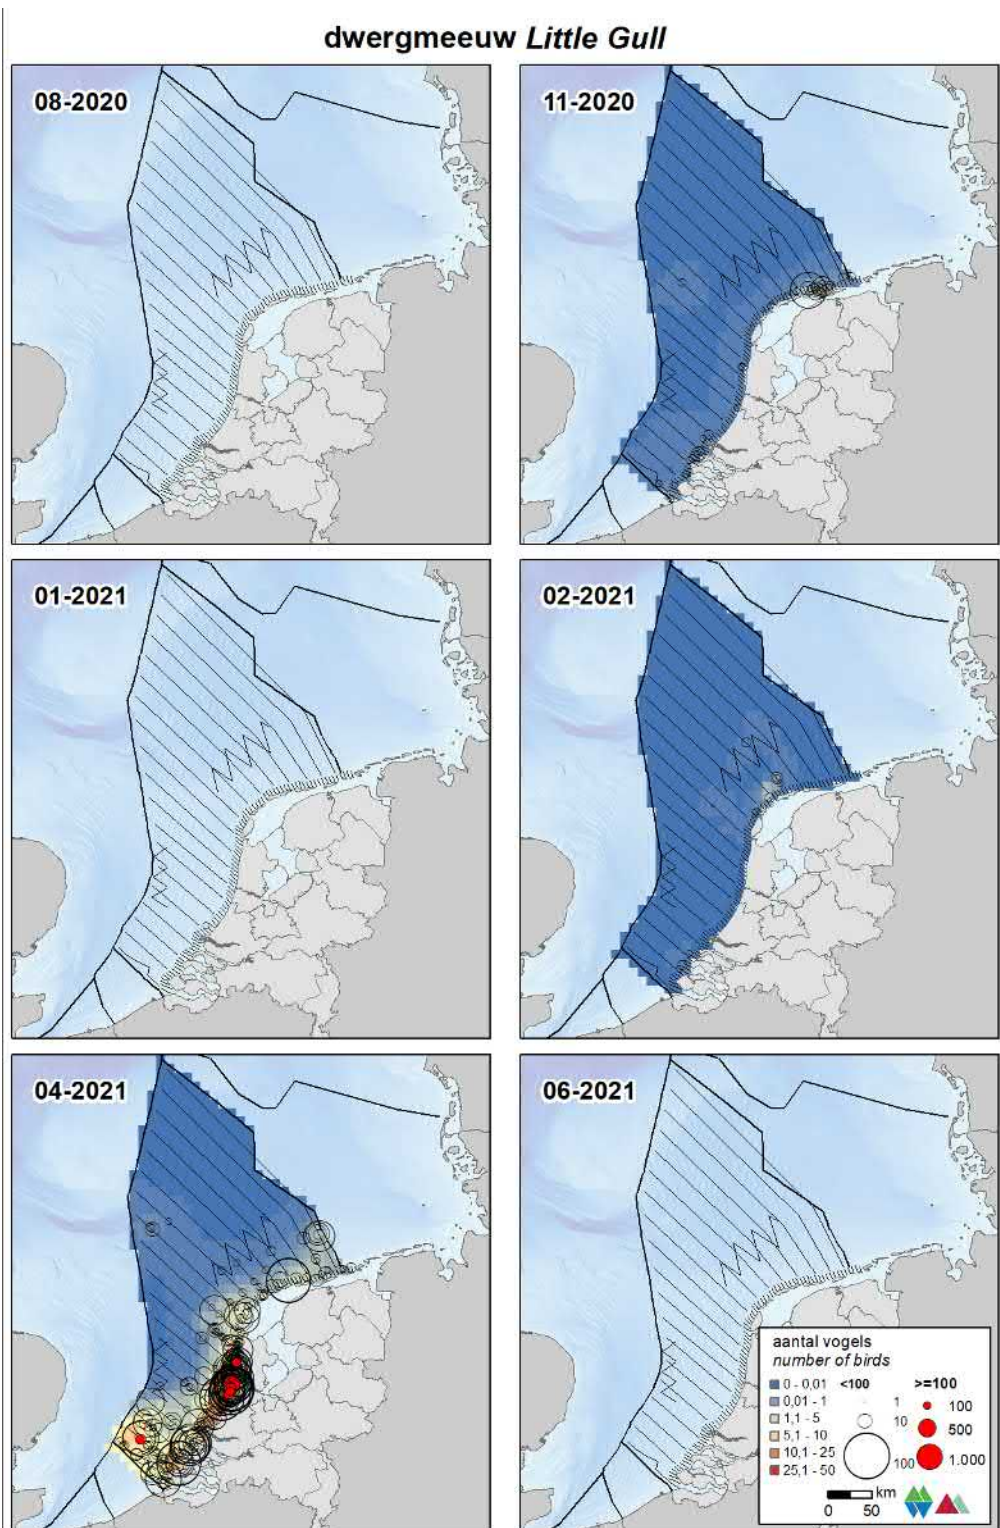 dwergmeeuw Little Gull
08-2020
11-2020
01-2021
02-2021
04-2021
06-2021
aantal vogels
number of birds
0 - 0,01 <100 >=100
0,01 - 1 1 100
1,1 - 5 10
5,1 - 10 500
10,1 - 25 100 1.000
25,1 - 50
km
0 50